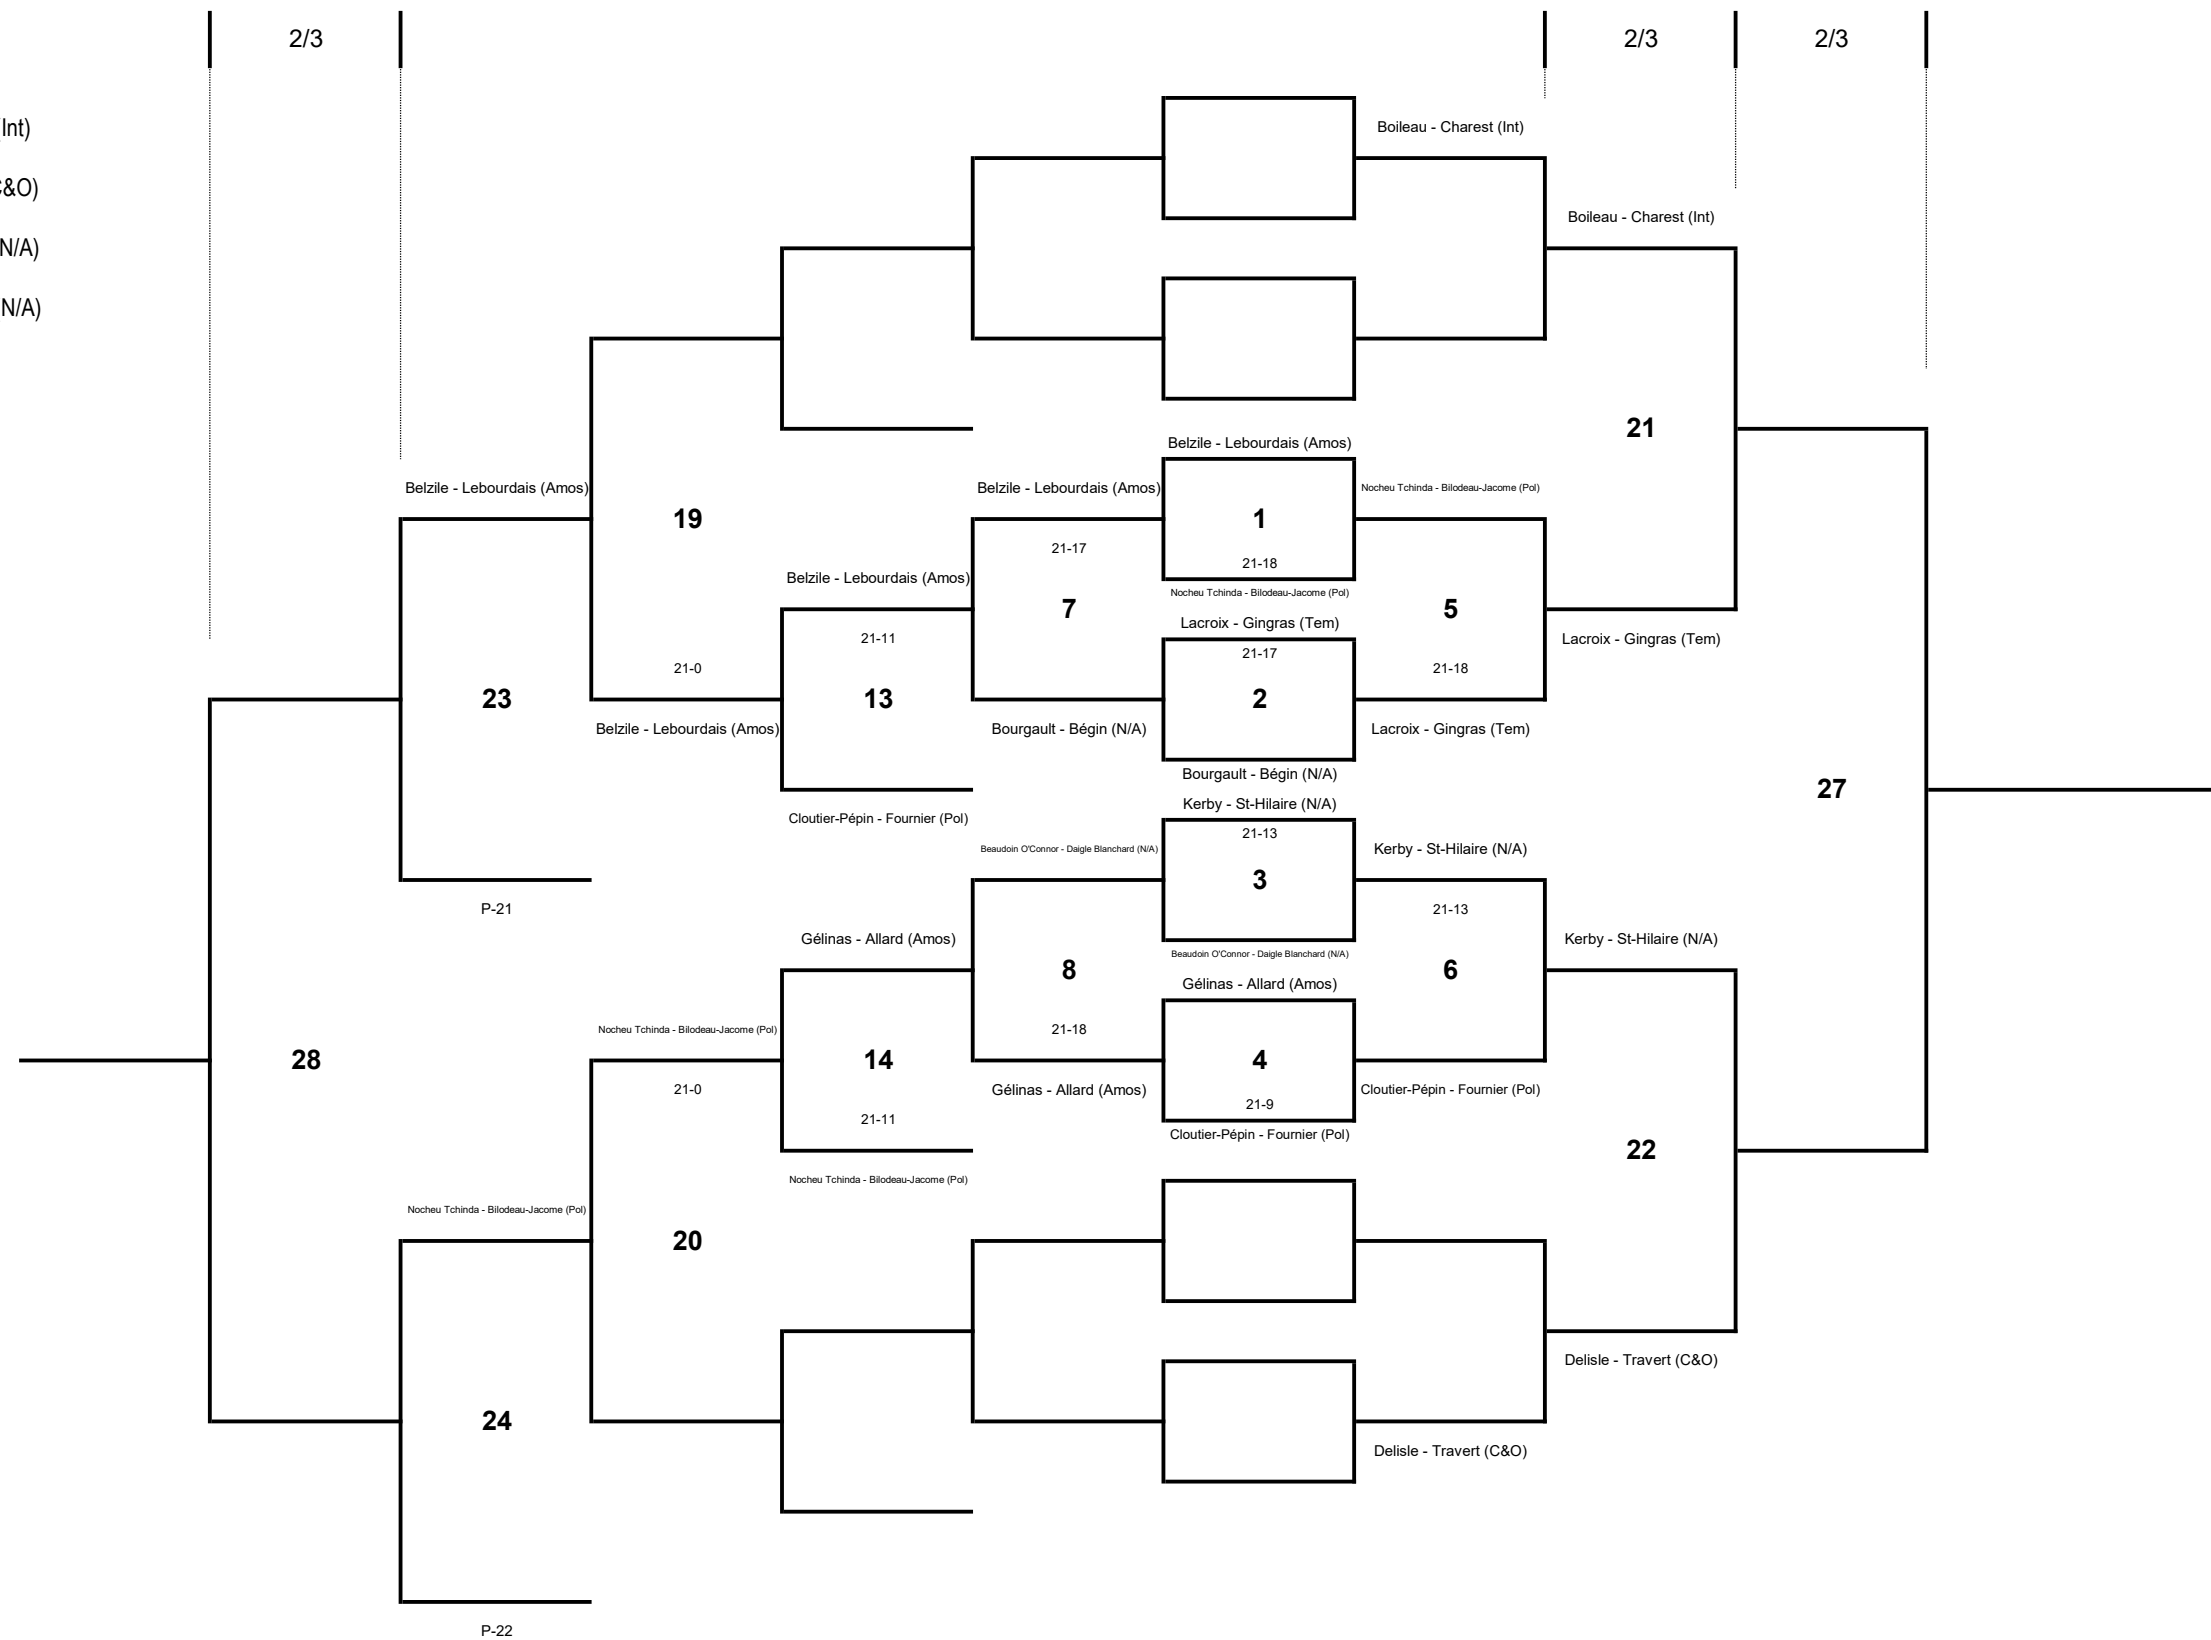 2/3
2/3
2/3
Int)
Boileau - Charest (Int)
&O)
Boileau - Charest (Int)
N/A)
N/A)
21
Belzile - Lebourdais (Amos)
Belzile - Lebourdais (Amos)
Belzile - Lebourdais (Amos)
Nocheu Tchinda - Bilodeau-Jacome (Pol)
19
1
21-17
21-18
Belzile - Lebourdais (Amos)
Nocheu Tchinda - Bilodeau-Jacome (Pol)
7
5
Lacroix - Gingras (Tem)
21-11
Lacroix - Gingras (Tem)
21-17
21-0
21-18
23
13
2
Belzile - Lebourdais (Amos)
Bourgault - Bégin (N/A)
Lacroix - Gingras (Tem)
Bourgault - Bégin (N/A)
27
Kerby - St-Hilaire (N/A)
Cloutier-Pépin - Fournier (Pol)
21-13
Beaudoin O'Connor - Daigle Blanchard (N/A)
Kerby - St-Hilaire (N/A)
3
P-21
21-13
Gélinas - Allard (Amos)
Kerby - St-Hilaire (N/A)
Beaudoin O'Connor - Daigle Blanchard (N/A)
8
6
Gélinas - Allard (Amos)
Nocheu Tchinda - Bilodeau-Jacome (Pol)
21-18
28
14
4
21-0
Gélinas - Allard (Amos)
Cloutier-Pépin - Fournier (Pol)
21-9
21-11
Cloutier-Pépin - Fournier (Pol)
22
Nocheu Tchinda - Bilodeau-Jacome (Pol)
Nocheu Tchinda - Bilodeau-Jacome (Pol)
20
Delisle - Travert (C&O)
24
Delisle - Travert (C&O)
P-22